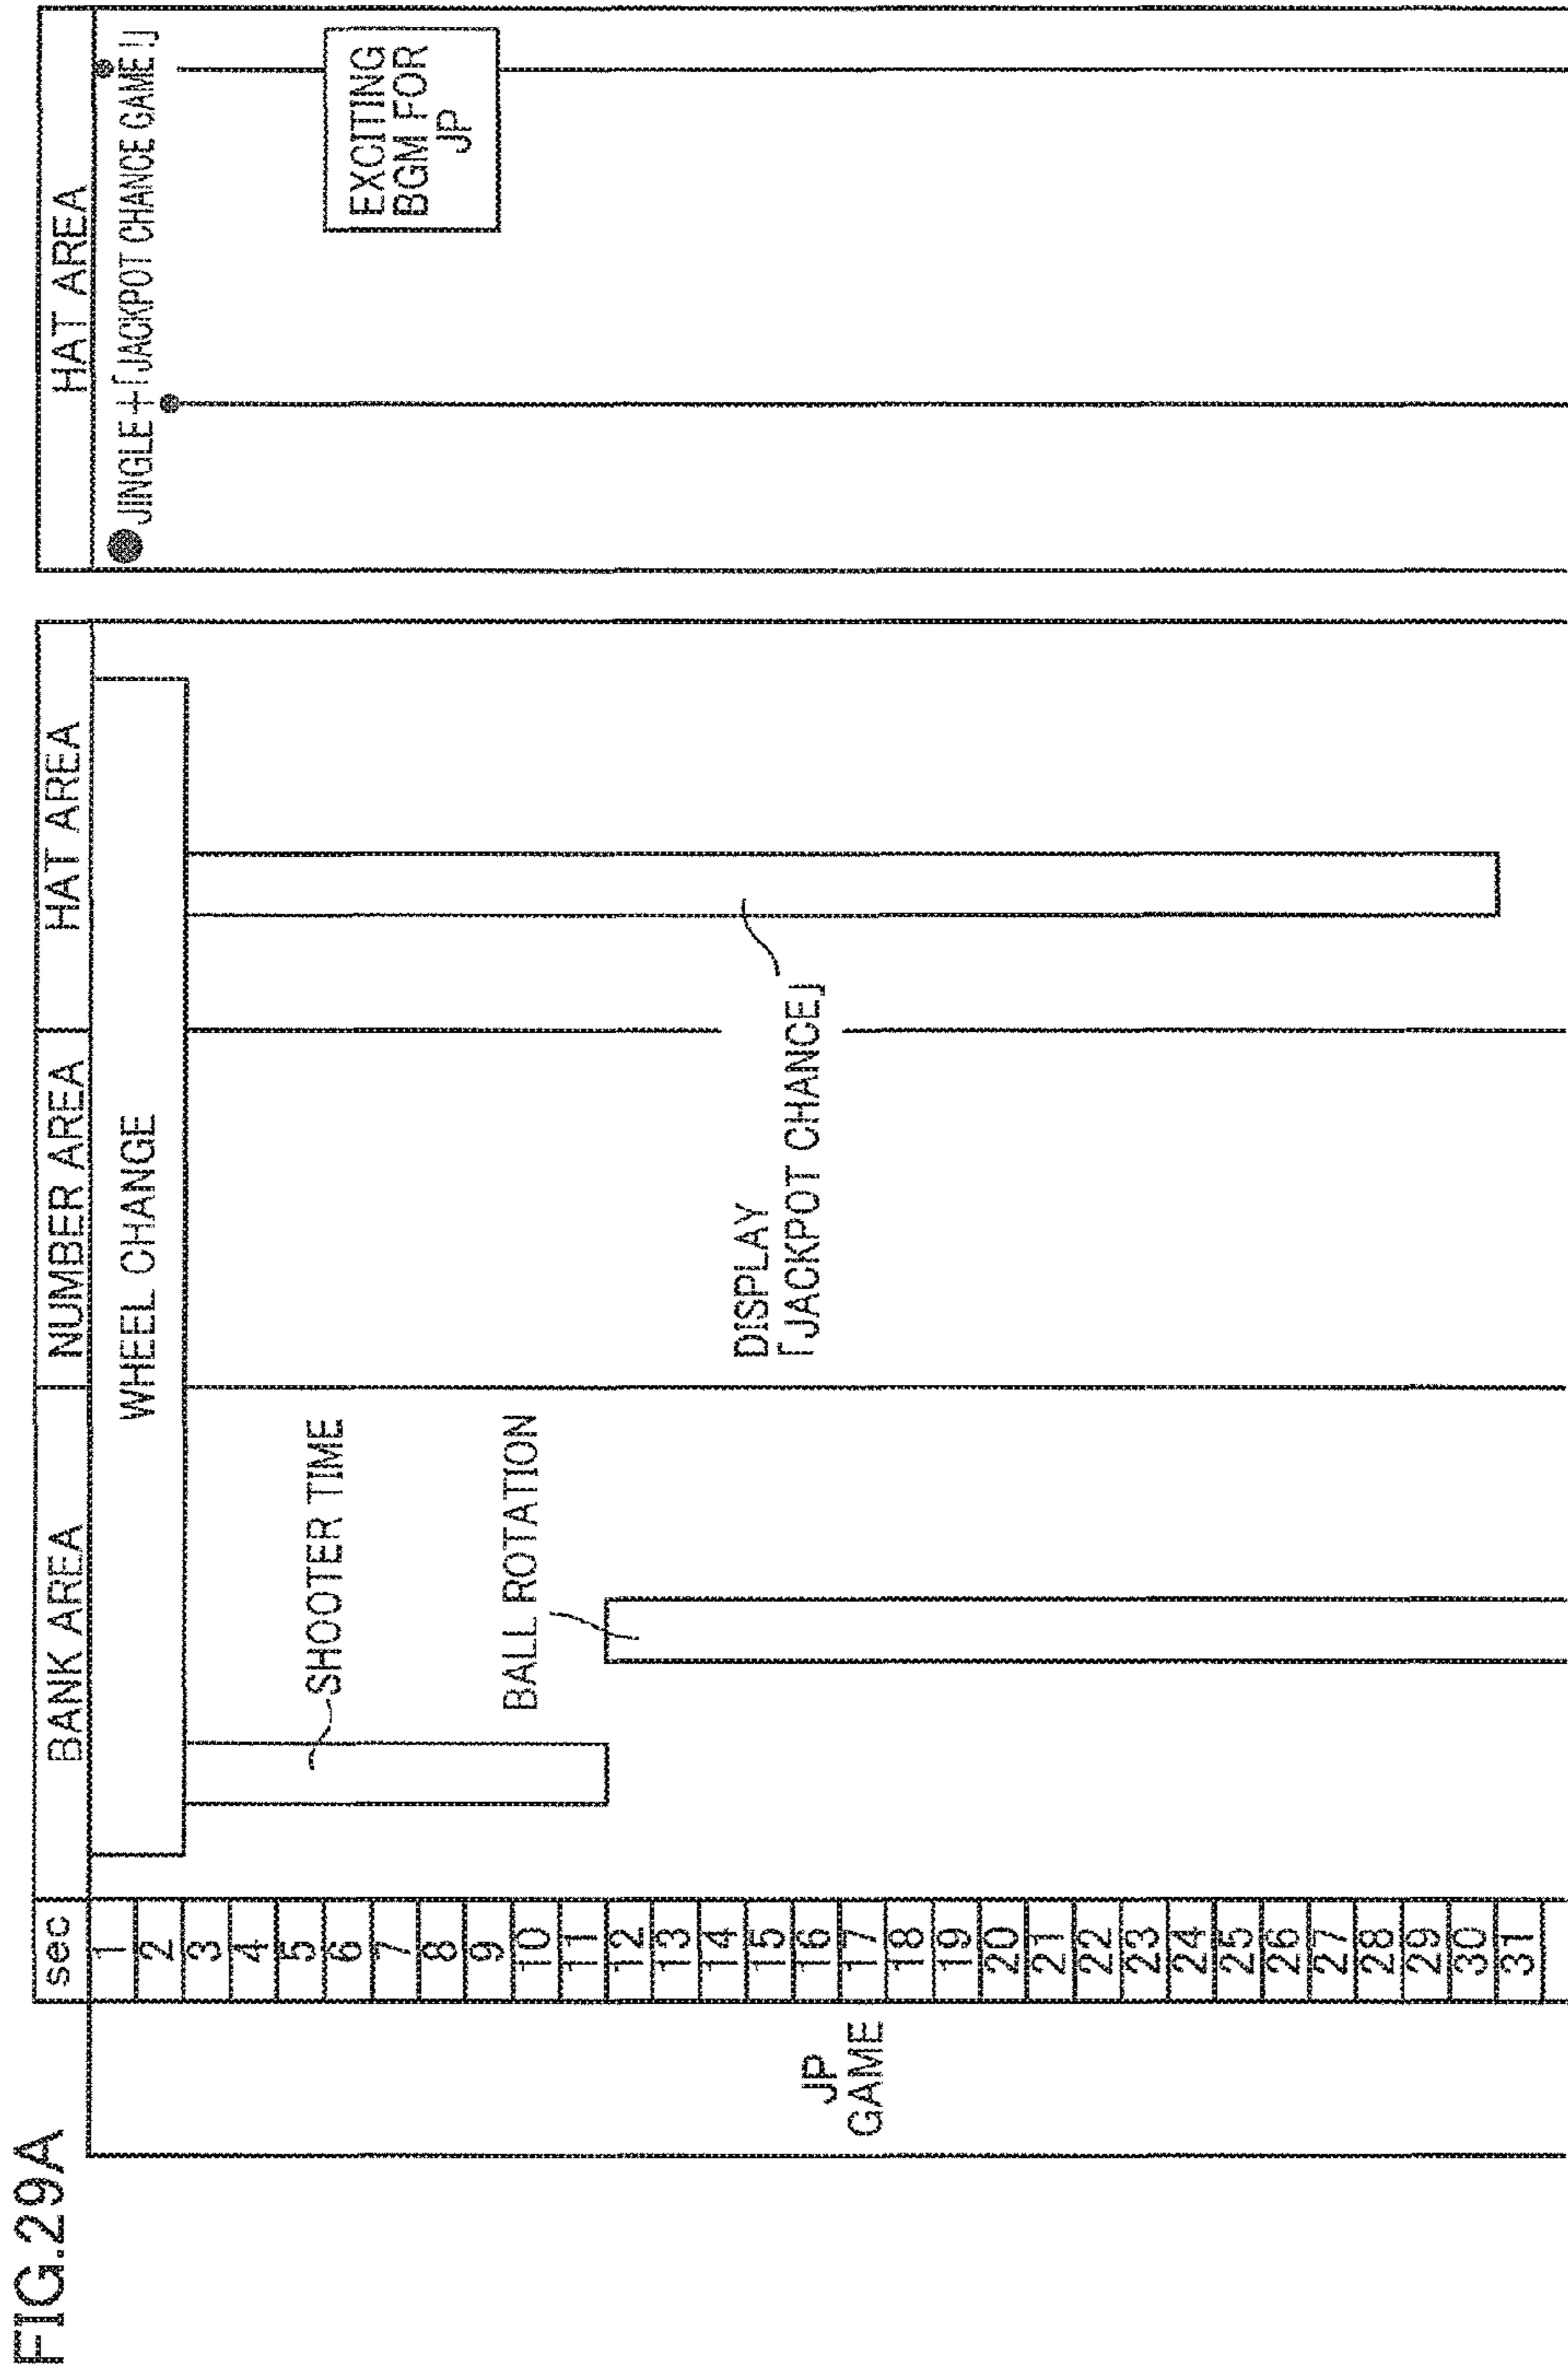 FIG.29A
sec
BANK AREA
NUMBER AREA
HAT AREA
HAT AREA
JP
GAME
1
2
3
4
5
6
7
8
9
10
11
12
13
14
15
16
17
18
19
20
21
22
23
24
25
26
27
28
29
30
31
WHEEL CHANGE
SHOOTER TIME
BALL ROTATION
DISPLAY
「JACKPOT CHANCE」
JINGLE+「JACKPOT CHANCE GAME!」
EXCITING
BGM FOR
JP